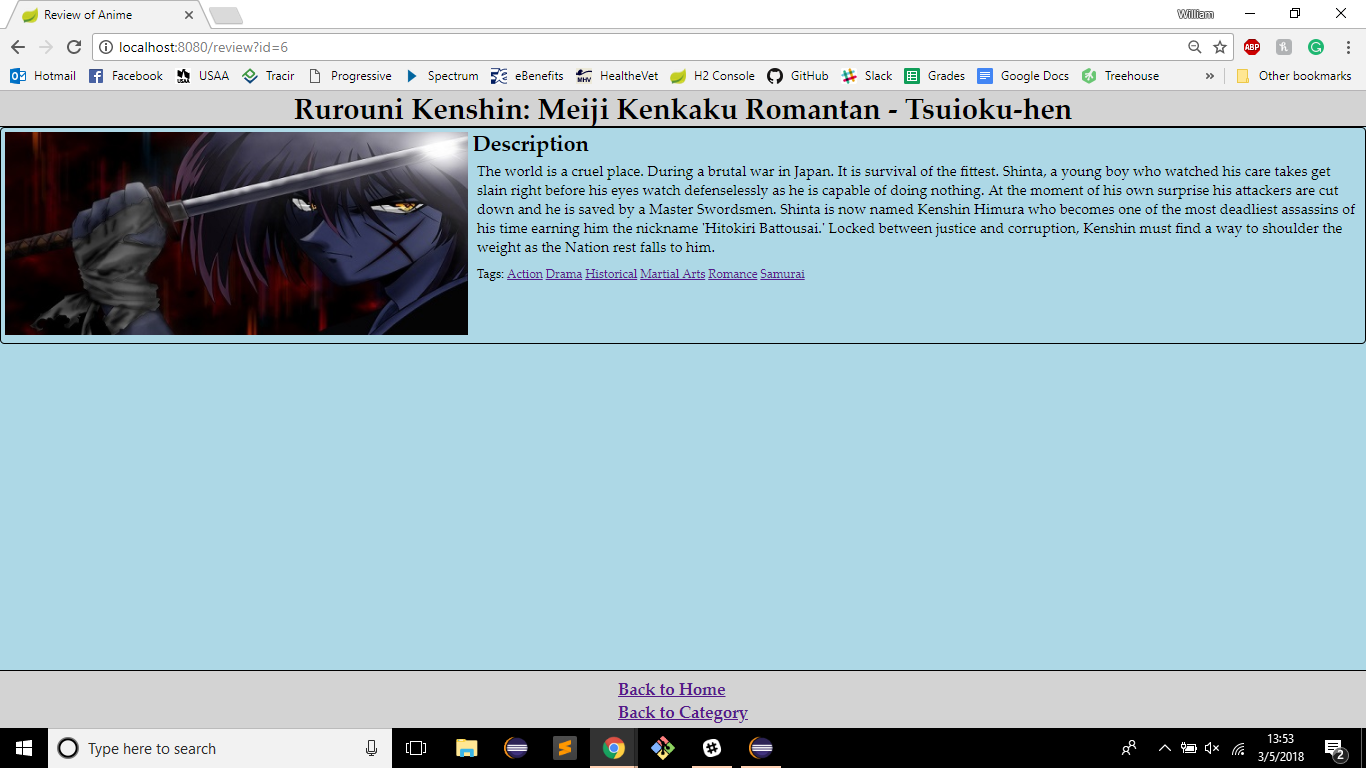 Review of Anime
William
localhost:8080/review?id=6
ABP
Hotmail Facebook USAA Tracir Progressive Spectrum eBenefits HealtheVet H2 Console GitHub Slack Grades Google Docs Treehouse » Other bookmarks
Rurouni Kenshin: Meiji Kenkaku Romantan - Tsuioku-hen
Description
The world is a cruel place. During a brutal war in Japan. It is survival of the fittest. Shinta, a young boy who watched his care takes get
slain right before his eyes watch defenselessly as he is capable of doing nothing. At the moment of his own surprise his attackers are cut
down and he is saved by a Master Swordsmen. Shinta is now named Kenshin Himura who becomes one of the most deadliest assassins of
his time earning him the nickname 'Hitokiri Battousai.' Locked between justice and corruption, Kenshin must find a way to shoulder the
weight as the Nation rest falls to him.
Tags: Action Drama Historical Martial Arts Romance Samurai
Back to Home
Back to Category
Type here to search
13:53
3/5/2018
2